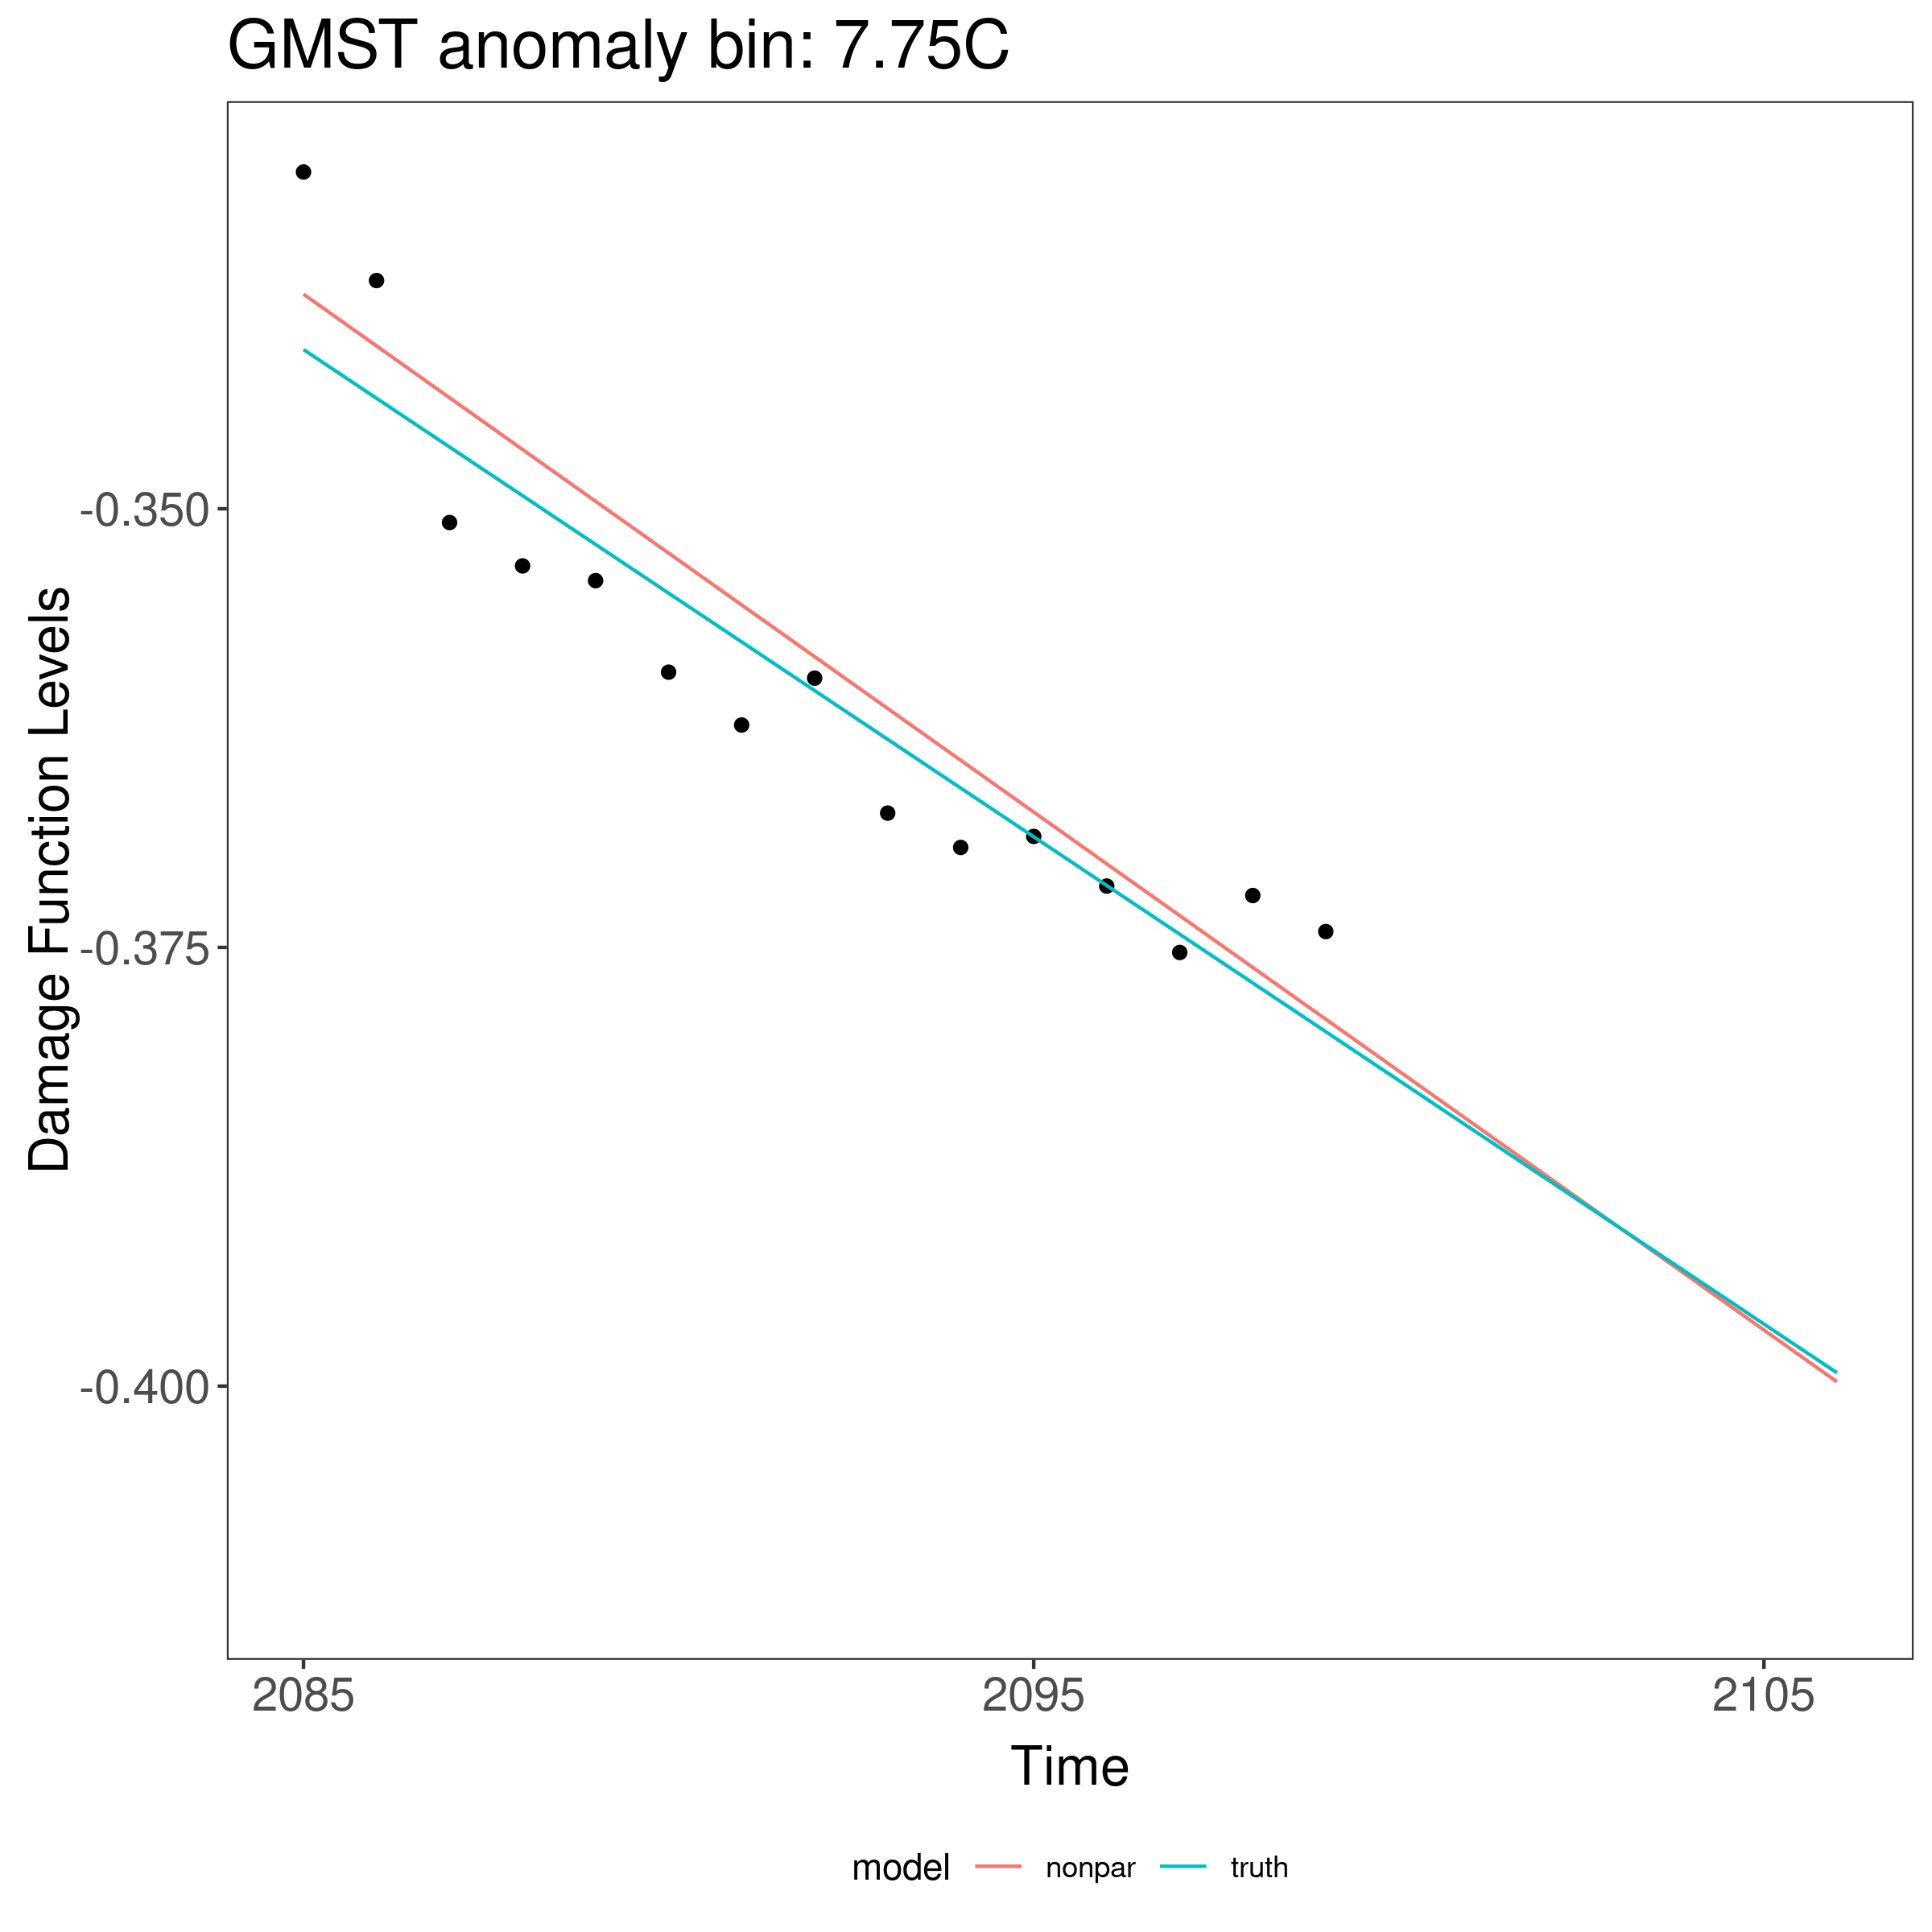 GMST anomaly bin: 7.75C
Damage Function Levels
-0.350
-0.375
-0.400
2085 2095 2105
Time
model nonpar truth